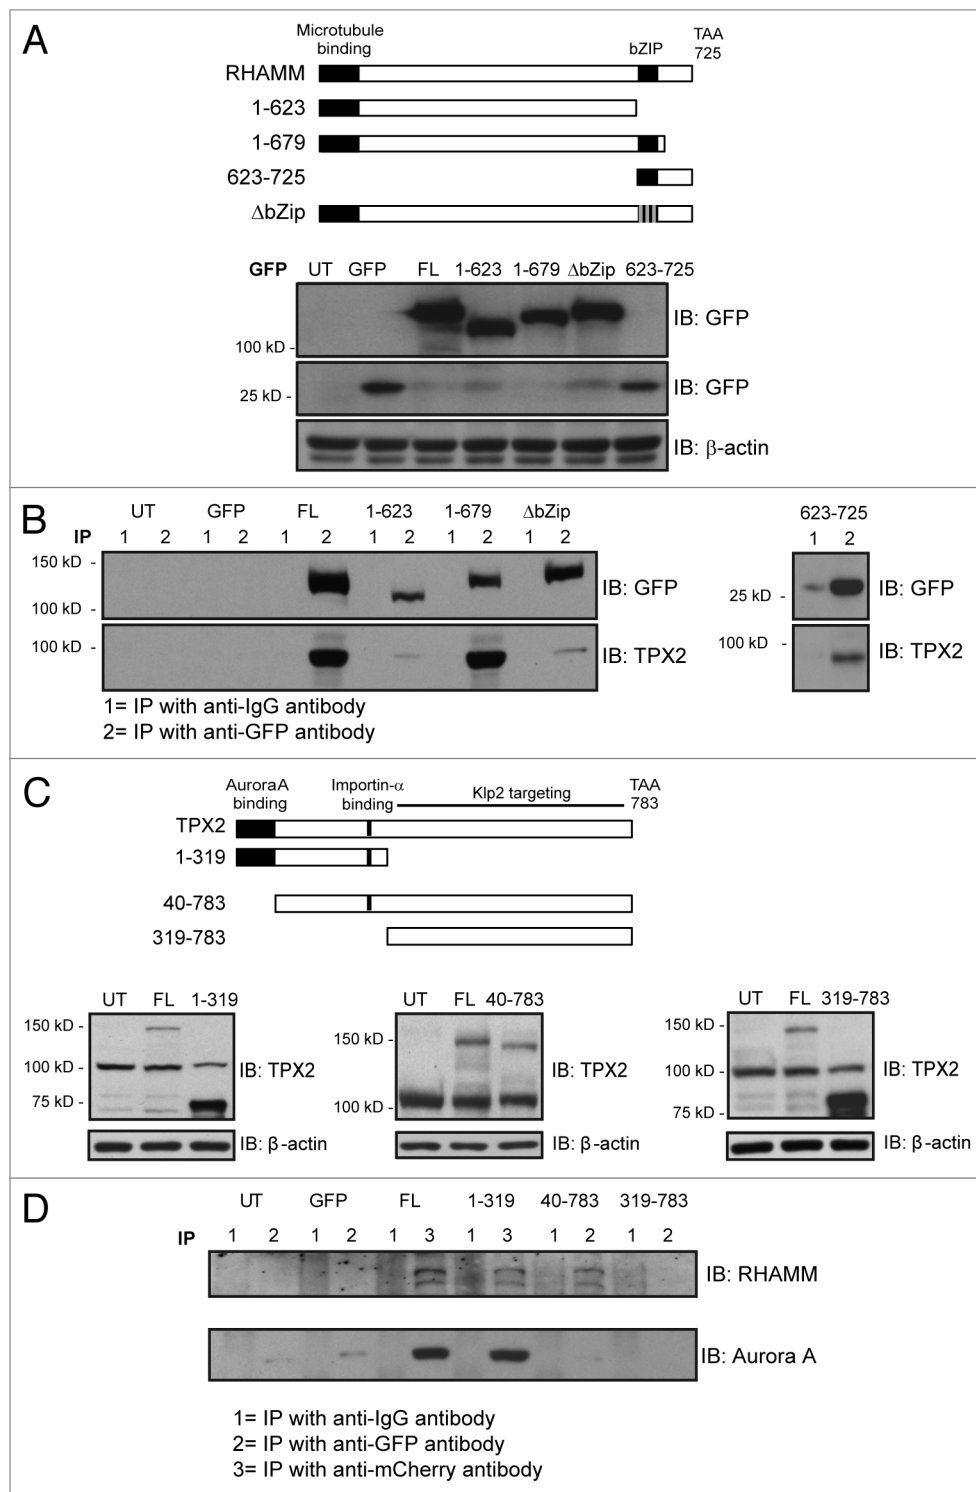 A
Microtubule
binding
bZIP
TAA
725
RHAMM
1-623
1-679
623-725
ΔbZip
GFP UT GFP FL 1-623 1-679 ΔbZip 623-725
IB: GFP
100 kD -
IB: GFP
25 kD -
IB: β-actin
B
UT GFP FL 1-623 1-679 ΔbZip 623-725
IP 1 2 1 2 1 2 1 2 1 2 1 2 1 2
150 kD -
IB: GFP
100 kD -
25 kD -
IB: GFP
100 kD -
IB: TPX2
100 kD -
IB: TPX2
1= IP with anti-IgG antibody
2= IP with anti-GFP antibody
C
AuroraA
binding
Importin-α
binding
Klp2 targeting
TAA
783
TPX2
1-319
40-783
319-783
UT FL 1-319
150 kD -
100 kD -
75 kD -
IB: TPX2
IB: β-actin
UT FL 40-783
150 kD -
100 kD -
IB: TPX2
IB: β-actin
UT FL 319-783
150 kD -
100 kD -
75 kD -
IB: TPX2
IB: β-actin
D
UT GFP FL 1-319 40-783 319-783
IP 1 2 1 2 1 3 1 3 1 2 1 2
IB: RHAMM
IB: Aurora A
1= IP with anti-IgG antibody
2= IP with anti-GFP antibody
3= IP with anti-mCherry antibody